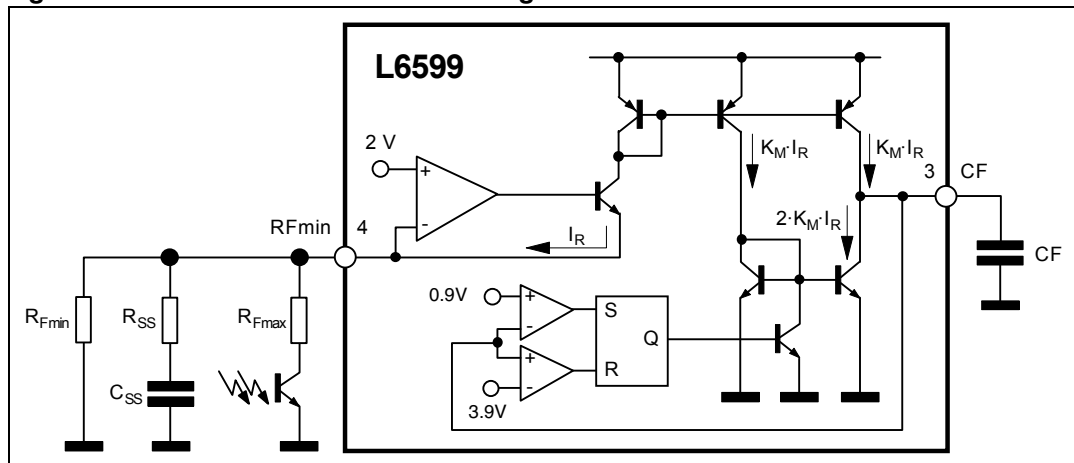 L6599
2 V
K_M·I_R
K_M·I_R
3
CF
2·K_M·I_R
RFmin
4
I_R
CF
0.9V
S
Q
R
3.9V
R_Fmin
R_SS
R_Fmax
C_SS